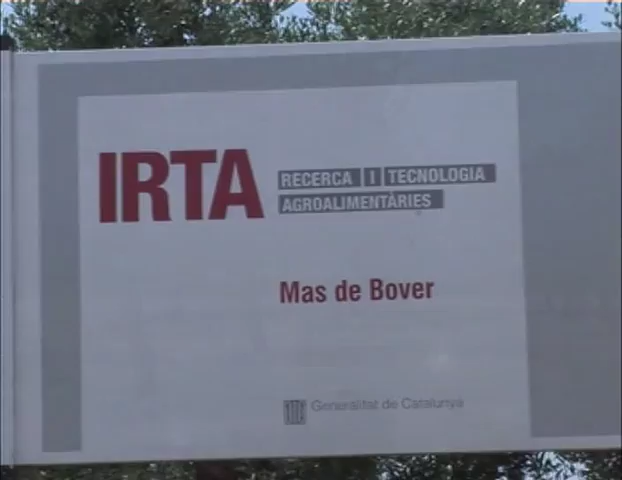 IRTA
RECERCA I TECNOLOGIA
AGROALIMENTÀRIES
Mas de Bover
Generalitat de Catalunya